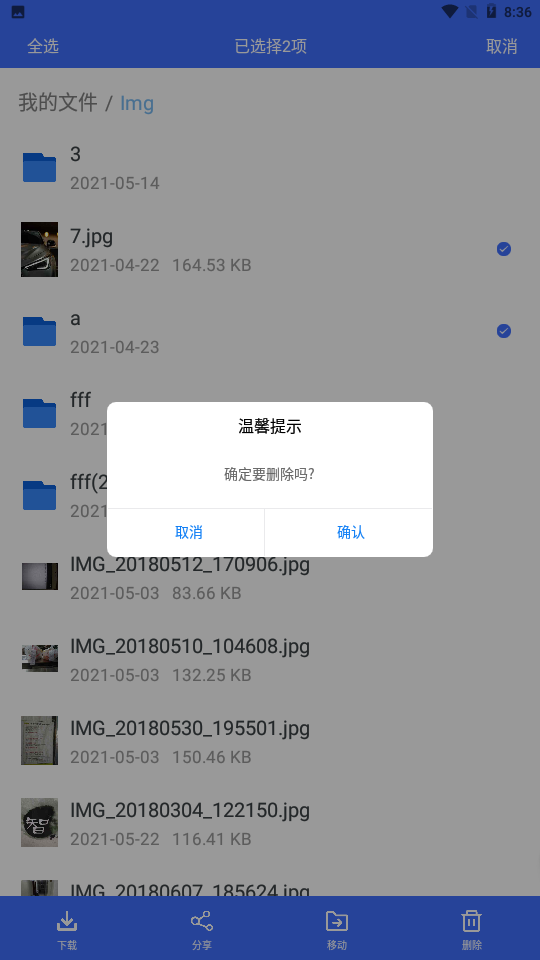 8:36
全选 已选择2项 取消
我的文件 / Img
3
2021-05-14
7.jpg
2021-04-22 164.53 KB
a
2021-04-23
fff
2021
fff(2
2021
温馨提示
确定要删除吗?
取消 确认
IMG_20180512_170906.jpg
2021-05-03 83.66 KB
IMG_20180510_104608.jpg
2021-05-03 132.25 KB
IMG_20180530_195501.jpg
2021-05-03 150.46 KB
IMG_20180304_122150.jpg
2021-05-22 116.41 KB
智
IMG_20180607_185624.jpg
下载 分享 移动 删除